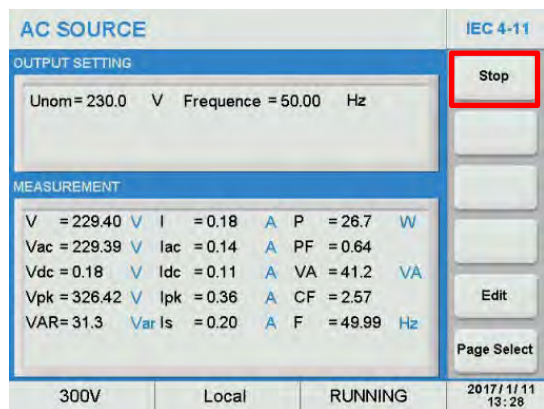 AC SOURCE
IEC 4-11
OUTPUT SETTING
Stop
Unom= 230.0 V Frequence = 50.00 Hz
MEASUREMENT
V = 229.40 V I = 0.18 A P = 26.7 W
Vac = 229.39 V Iac = 0.14 A PF = 0.64
Vdc = 0.18 V Idc = 0.11 A VA = 41.2 VA
Vpk = 326.42 V Ipk = 0.36 A CF = 2.57
VAR= 31.3 Var Is = 0.20 A F = 49.99 Hz
Edit
Page Select
300V Local RUNNING 2017/1/11
13:28